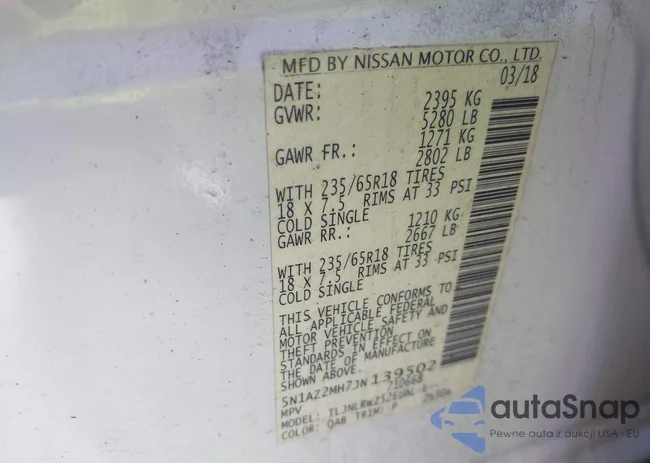 MFD BY NISSAN MOTOR CO., LTD.
DATE: 03/18
GVWR: 2395 KG
5280 LB
GAWR FR.: 1271 KG
2802 LB
WITH 235/65R18 TIRES
18 X 7.5 RIMS AT 33 PSI
COLD SINGLE
GAWR RR.: 1210 KG
2667 LB
WITH 235/65R18 TIRES
18 X 7.5 RIMS AT 33 PSI
COLD SINGLE
THIS VEHICLE CONFORMS TO
ALL APPLICABLE FEDERAL
MOTOR VEHICLE SAFETY AND
THEFT PREVENTION
STANDARDS IN EFFECT ON
THE DATE OF MANUFACTURE
5N1AZ2MH7JN139502
MPV 710668
MODEL:
COLOR: QAB TRIM: P
autoSnap
Pewne auta z aukcji USA - EU